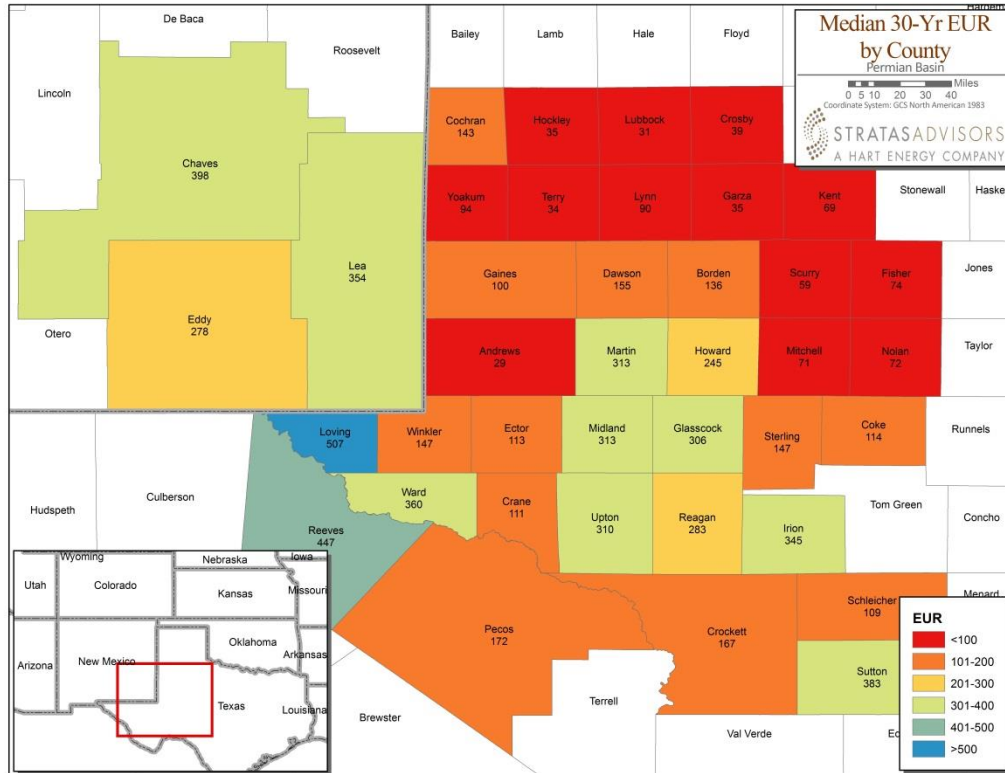 De Baca
Roosevelt
Bailey
Lamb
Hale
Floyd
Median 30-Yr EUR
by County
Permian Basin
Miles
0 5 10 20 30 40
Coordinate System: GCS North American 1983
STRATAS ADVISORS
A HART ENERGY COMPANY
Lincoln
Cochran
143
Hockley
35
Lubbock
31
Crosby
39
Chaves
398
Yoakum
94
Terry
34
Lynn
90
Garza
35
Kent
69
Stonewall
Haske
Lea
354
Gaines
100
Dawson
155
Borden
136
Scurry
59
Fisher
74
Jones
Otero
Eddy
278
Andrews
29
Martin
313
Howard
245
Mitchell
71
Nolan
72
Taylor
Loving
507
Winkler
147
Ector
113
Midland
313
Glasscock
306
Sterling
147
Coke
114
Runnels
Hudspeth
Culberson
Reeves
447
Ward
360
Crane
111
Upton
310
Reagan
283
Irion
345
Tom Green
Concho
Pecos
172
Crockett
167
Schleicher
109
Menard
Sutton
383
Terrell
Brewster
Val Verde
EUR
<100
101-200
201-300
301-400
401-500
>500
Wyoming
Nebraska
Iowa
Utah
Colorado
Kansas
Missouri
Arizona
New Mexico
Oklahoma
Arkansas
Texas
Louisiana